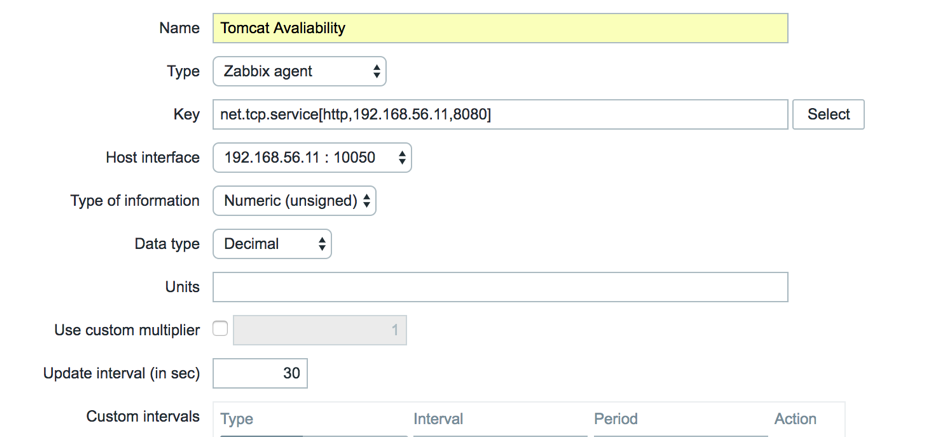 Name Tomcat Avaliability
Type Zabbix agent
Key net.tcp.service[http,192.168.56.11,8080] Select
Host interface 192.168.56.11 : 10050
Type of information Numeric (unsigned)
Data type Decimal
Units
Use custom multiplier 1
Update interval (in sec) 30
Custom intervals Type Interval Period Action